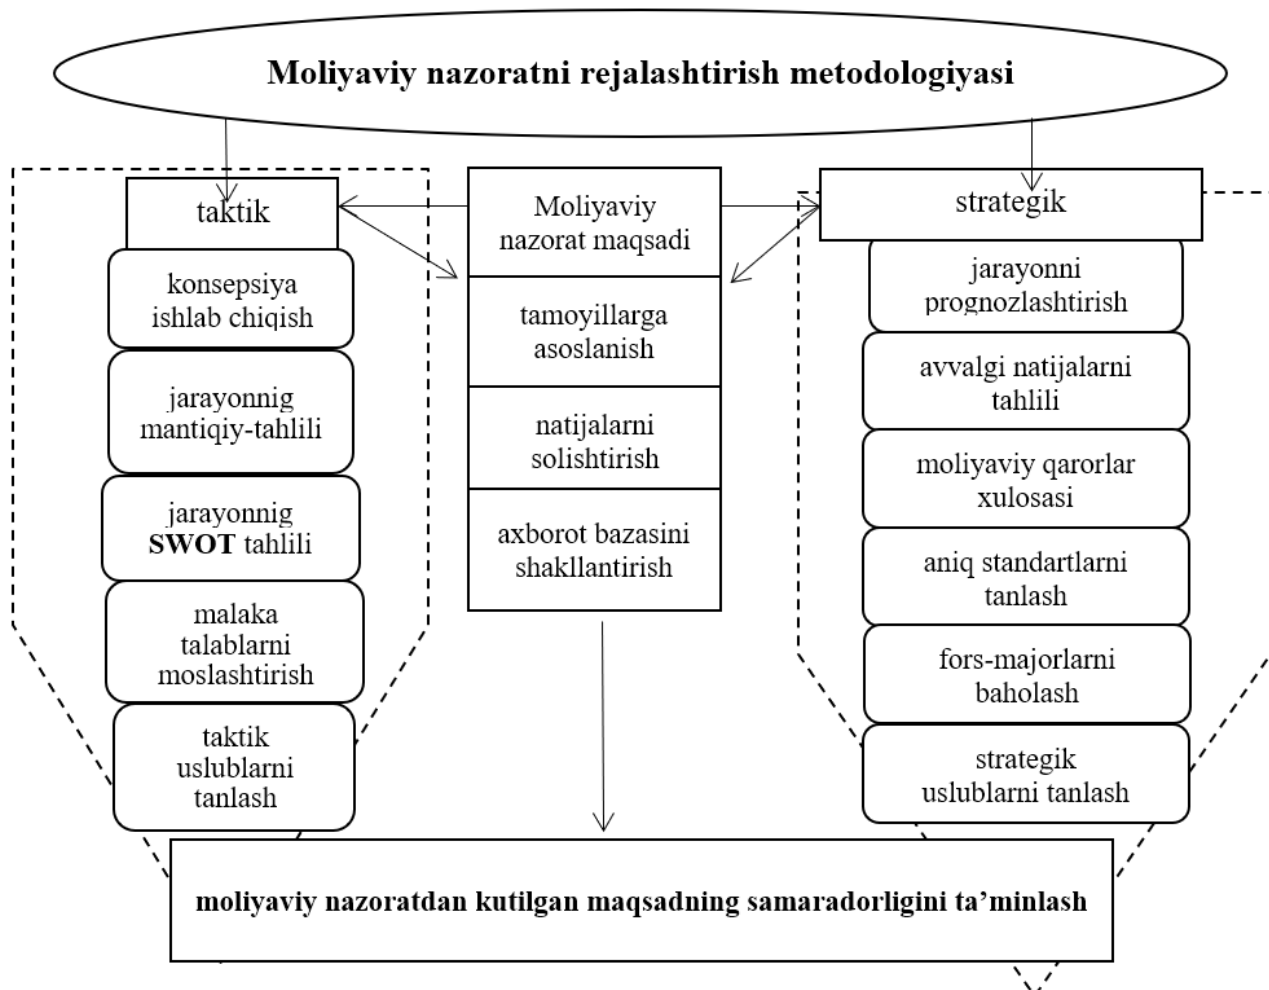 Moliyaviy nazoratni rejalashtirish metodologiyasi
taktik
konsepsiya
ishlab chiqish
jarayonnig
mantiqiy-tahlili
jarayonnig
SWOT tahlili
malaka
talablarni
moslashtirish
taktik
uslublarni
tanlash
Moliyaviy
nazorat maqsadi
tamoyillarga
asoslanish
natijalarni
solishtirish
axborot bazasini
shakllantirish
strategik
jarayonni
prognozlashtirish
avvalgi natijalarni
tahlili
moliyaviy qarorlar
xulosasi
aniq standartlarni
tanlash
fors-majorlarni
baholash
strategik
uslublarni tanlash
moliyaviy nazoratdan kutilgan maqsadning samaradorligini ta’minlash